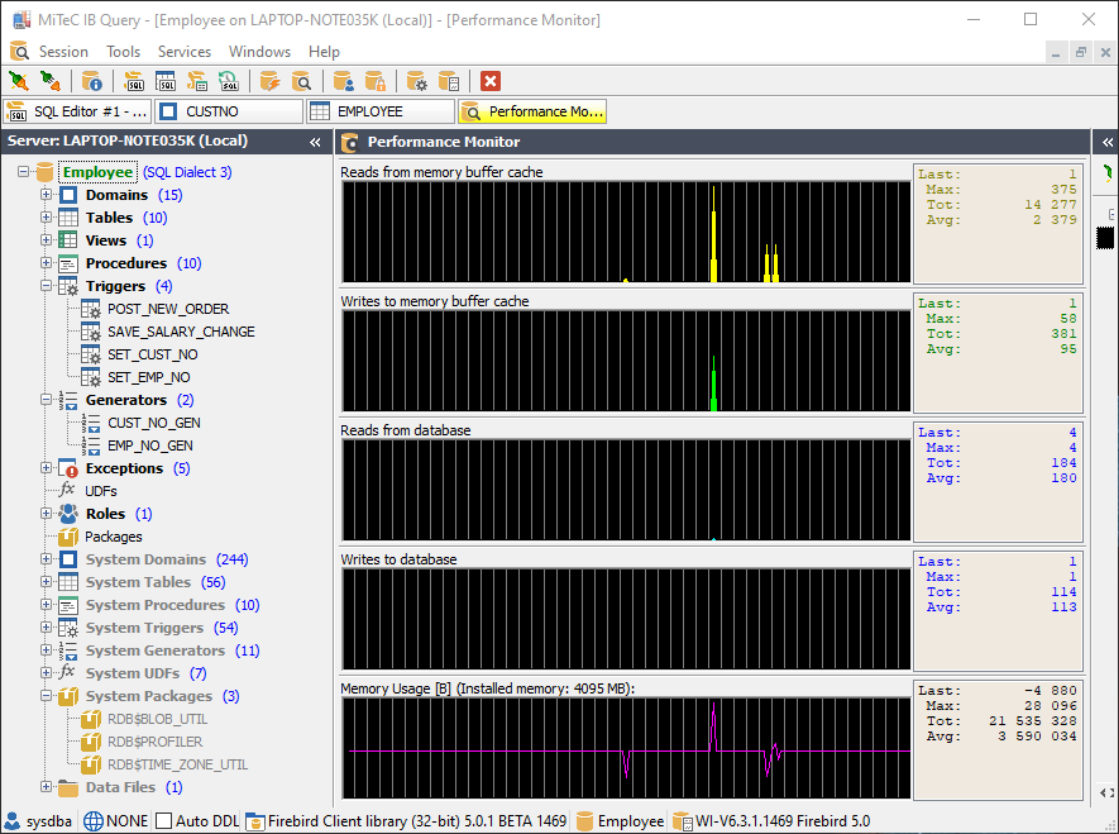 MiTeC IB Query - [Employee on LAPTOP-NOTE035K (Local)] - [Performance Monitor]
Session Tools Services Windows Help
SQL Editor #1 - ... CUSTNO EMPLOYEE Performance Mo...
Server: LAPTOP-NOTE035K (Local) «
Employee (SQL Dialect 3)
Domains (15)
Tables (10)
Views (1)
Procedures (10)
Triggers (4)
POST_NEW_ORDER
SAVE_SALARY_CHANGE
SET_CUST_NO
SET_EMP_NO
Generators (2)
CUST_NO_GEN
EMP_NO_GEN
Exceptions (5)
UDFs
Roles (1)
Packages
System Domains (244)
System Tables (56)
System Procedures (10)
System Triggers (54)
System Generators (11)
System UDFs (7)
System Packages (3)
RDB$BLOB_UTIL
RDB$PROFILER
RDB$TIME_ZONE_UTIL
Data Files (1)
Performance Monitor «
Reads from memory buffer cache
Last: 1
Max: 375
Tot: 14 277
Avg: 2 379
Writes to memory buffer cache
Last: 1
Max: 58
Tot: 381
Avg: 95
Reads from database
Last: 4
Max: 4
Tot: 184
Avg: 180
Writes to database
Last: 1
Max: 1
Tot: 114
Avg: 113
Memory Usage [B] (Installed memory: 4095 MB):
Last: -4 880
Max: 28 096
Tot: 21 535 328
Avg: 3 590 034
sysdba NONE Auto DDL Firebird Client library (32-bit) 5.0.1 BETA 1469 Employee WI-V6.3.1.1469 Firebird 5.0